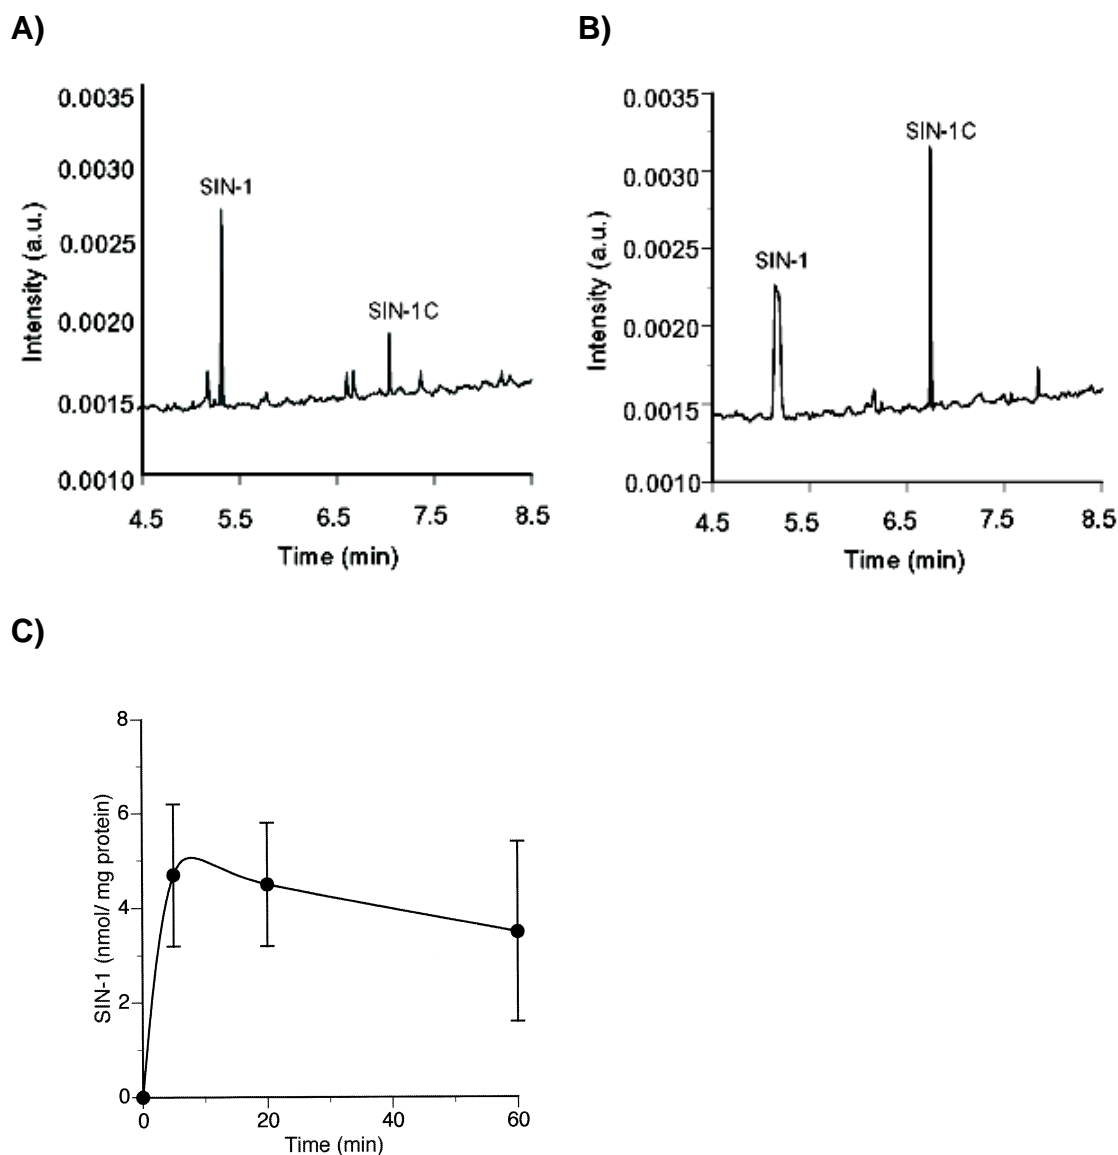 A)
B)
0.0035
0.0030
0.0025
0.0020
0.0015
0.0010
Intensity (a.u.)
SIN-1
SIN-1C
4.5 5.5 6.5 7.5 8.5
Time (min)
0.0035
0.0030
0.0025
0.0020
0.0015
0.0010
Intensity (a.u.)
SIN-1
SIN-1C
4.5 5.5 6.5 7.5 8.5
Time (min)
C)
8
6
4
2
0
SIN-1 (nmol/ mg protein)
0 20 40 60
Time (min)